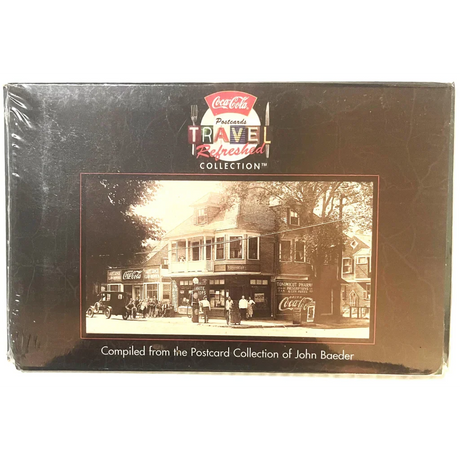 Coca-Cola
Postcards
TRAVEL
Refreshed
COLLECTION™
Coca-Cola
Coca-Cola
Compiled from the Postcard Collection of John Baeder